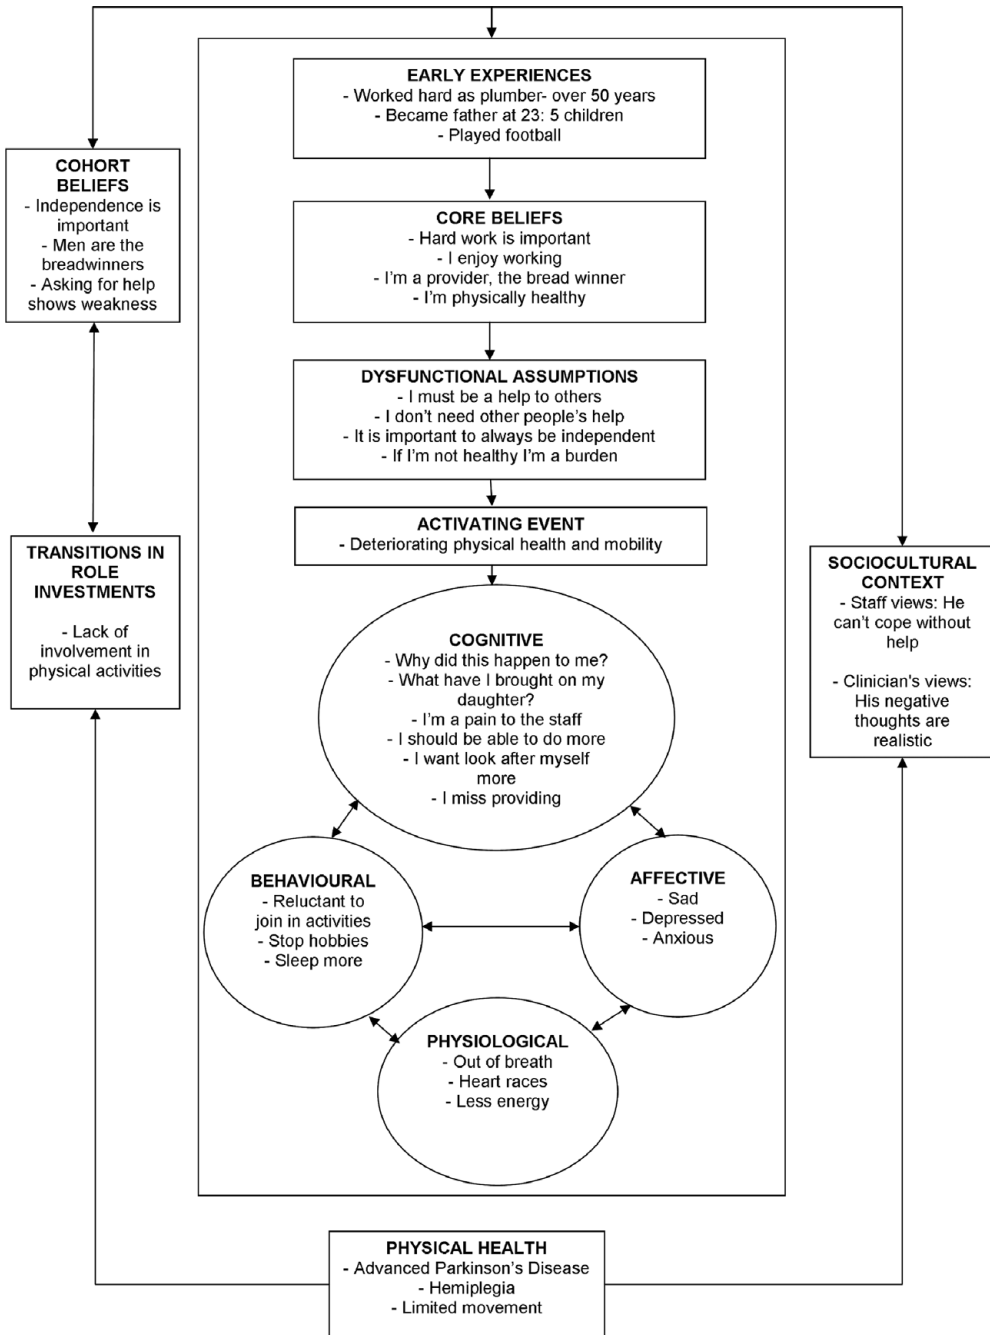 EARLY EXPERIENCES
- Worked hard as plumber- over 50 years
- Became father at 23: 5 children
- Played football
COHORT
BELIEFS
- Independence is
important
- Men are the
breadwinners
- Asking for help
shows weakness
CORE BELIEFS
- Hard work is important
- I enjoy working
- I'm a provider, the bread winner
- I'm physically healthy
DYSFUNCTIONAL ASSUMPTIONS
- I must be a help to others
- I don't need other people's help
- It is important to always be independent
- If I'm not healthy I'm a burden
ACTIVATING EVENT
- Deteriorating physical health and mobility
TRANSITIONS IN
ROLE
INVESTMENTS
- Lack of
involvement in
physical activities
SOCIOCULTURAL
CONTEXT
- Staff views: He
can't cope without
help
- Clinician's views:
His negative
thoughts are
realistic
COGNITIVE
- Why did this happen to me?
- What have I brought on my
daughter?
- I'm a pain to the staff
- I should be able to do more
- I want look after myself
more
- I miss providing
BEHAVIOURAL
- Reluctant to
join in activities
- Stop hobbies
- Sleep more
AFFECTIVE
- Sad
- Depressed
- Anxious
PHYSIOLOGICAL
- Out of breath
- Heart races
- Less energy
PHYSICAL HEALTH
- Advanced Parkinson's Disease
- Hemiplegia
- Limited movement